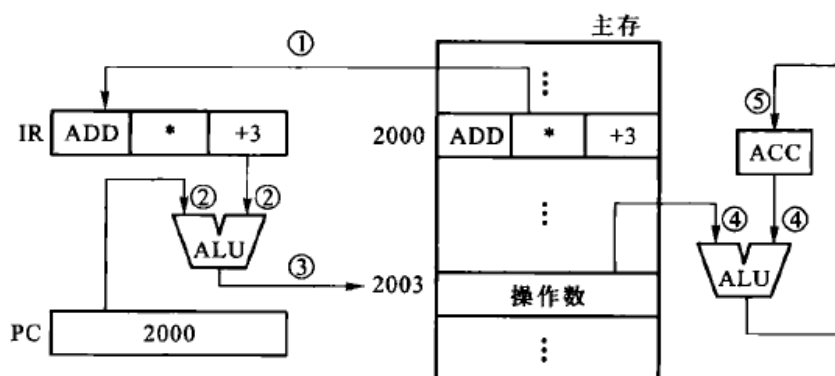 主存
①
⋮
⑤
IR ADD * +3
2000 ADD * +3
ACC
② ②
⋮
④ ④
ALU
ALU
③
2003 操作数
PC 2000
⋮